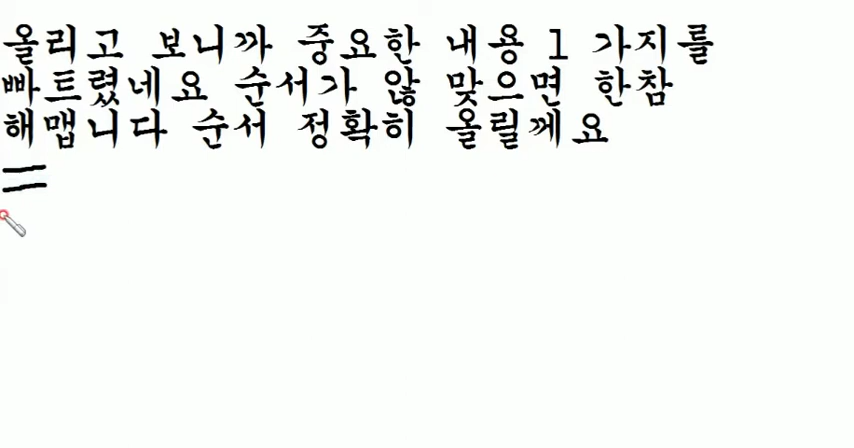 올리고 보니까 중요한 내용 1 가지를
빠트렸네요 순서가 않 맞으면 한참
해맵니다 순서 정확히 올릴께요
=